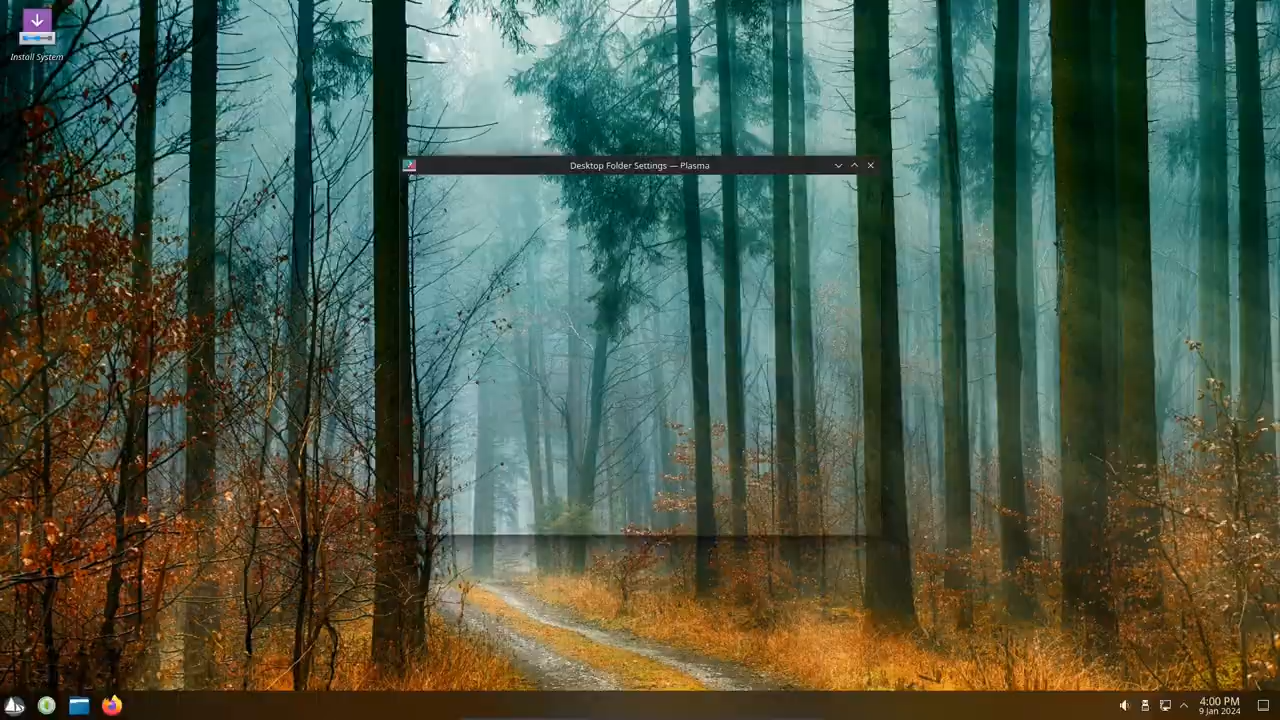 Install System
Desktop Folder Settings — Plasma
4:00 PM
9 Jan 2024